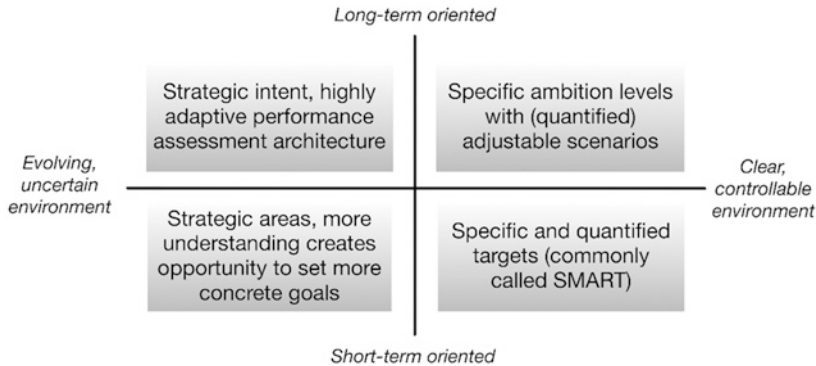 Long-term oriented
Strategic intent, highly
adaptive performance
assessment architecture
Specific ambition levels
with (quantified)
adjustable scenarios
Evolving,
uncertain
environment
Clear,
controllable
environment
Strategic areas, more
understanding creates
opportunity to set more
concrete goals
Specific and quantified
targets (commonly
called SMART)
Short-term oriented